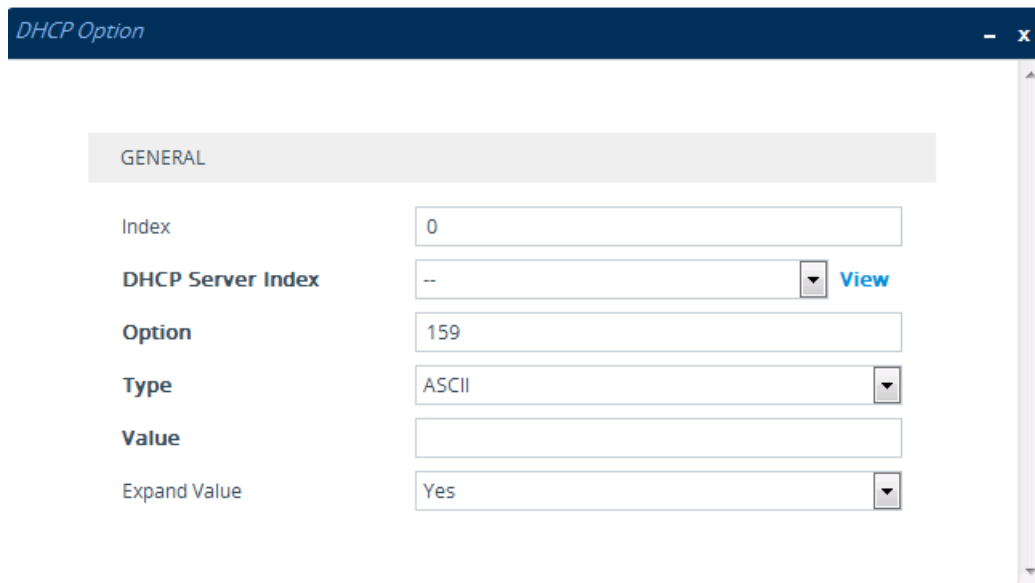 DHCP Option
– x
GENERAL
Index 0
DHCP Server Index -- View
Option 159
Type ASCII
Value
Expand Value Yes